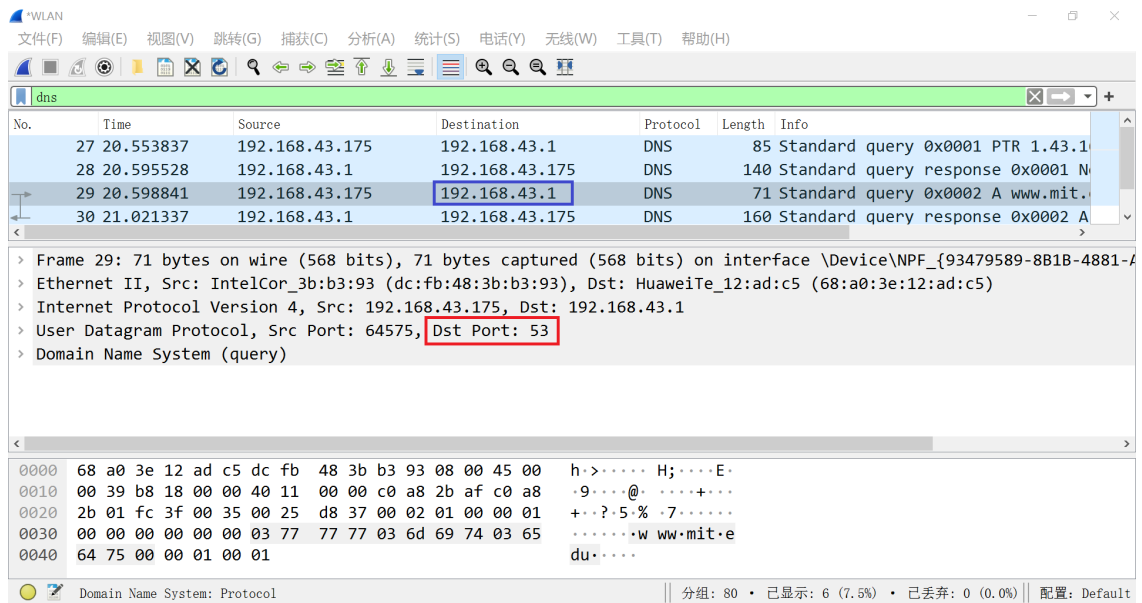 *WLAN
文件(F) 编辑(E) 视图(V) 跳转(G) 捕获(C) 分析(A) 统计(S) 电话(Y) 无线(W) 工具(T) 帮助(H)
dns
No. Time Source Destination Protocol Length Info
27 20.553837 192.168.43.175 192.168.43.1 DNS 85 Standard query 0x0001 PTR 1.43.1
28 20.595528 192.168.43.1 192.168.43.175 DNS 140 Standard query response 0x0001 N
29 20.598841 192.168.43.175 192.168.43.1 DNS 71 Standard query 0x0002 A www.mit.
30 21.021337 192.168.43.1 192.168.43.175 DNS 160 Standard query response 0x0002 A
Frame 29: 71 bytes on wire (568 bits), 71 bytes captured (568 bits) on interface \Device\NPF_{93479589-8B1B-4881-A
Ethernet II, Src: IntelCor_3b:b3:93 (dc:fb:48:3b:b3:93), Dst: HuaweiTe_12:ad:c5 (68:a0:3e:12:ad:c5)
Internet Protocol Version 4, Src: 192.168.43.175, Dst: 192.168.43.1
User Datagram Protocol, Src Port: 64575, Dst Port: 53
Domain Name System (query)
0000 68 a0 3e 12 ad c5 dc fb 48 3b b3 93 08 00 45 00 h·>····· H;····E·
0010 00 39 b8 18 00 00 40 11 00 00 c0 a8 2b af c0 a8 ·9····@· ····+···
0020 2b 01 fc 3f 00 35 00 25 d8 37 00 02 01 00 00 01 +··?·5·% ·7······
0030 00 00 00 00 00 00 03 77 77 77 03 6d 69 74 03 65 ·······w ww·mit·e
0040 64 75 00 00 01 00 01 du·····
Domain Name System: Protocol 分组: 80 · 已显示: 6 (7.5%) · 已丢弃: 0 (0.0%) 配置: Default